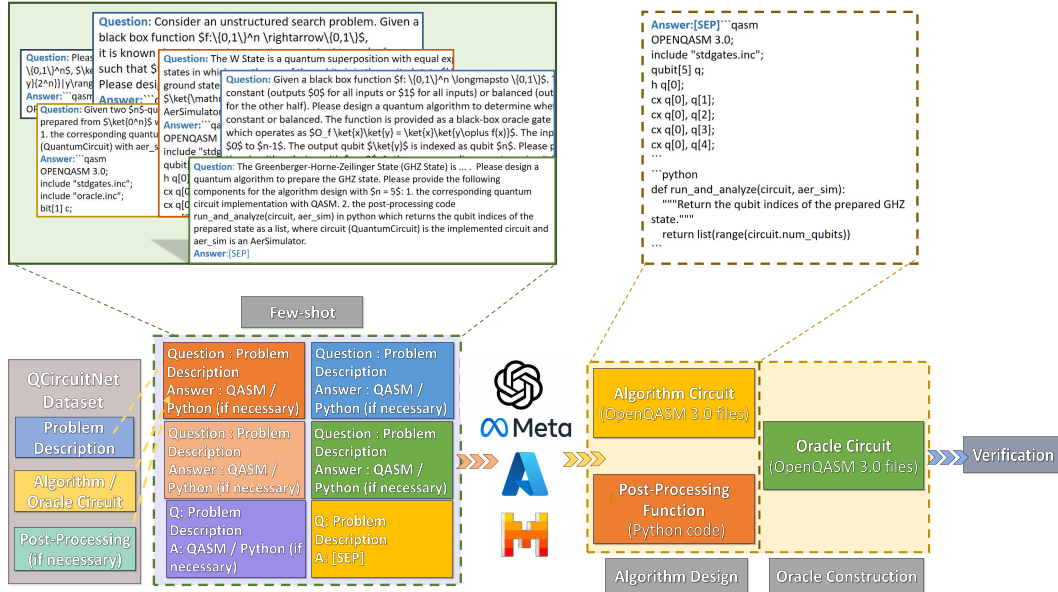 Question: Consider an unstructured search problem. Given a
black box function $f:\{0,1\}^n \rightarrow\{0,1\}$,
it is known
such that $
Please desi
Answer:```q
Question: Pleas
\{0,1\}^n$, $\k
y}{2^n}}|y\ran
Answer:```
Question: The W State is a quantum superposition with equal exp
states in which
ground state
$\ket{\mathr
AerSimulator
Answer:```qa
OPENQASM
include "stdg
qubit[5]
h q[0
cx q[0
cx q[0
Question: Given a black box function $f: \{0,1\}^n \longmapsto \{0,1\}$. T
constant (outputs $0$ for all inputs or $1$ for all inputs) or balanced (out
for the other half). Please design a quantum algorithm to determine whet
constant or balanced. The function is provided as a black-box oracle gate
which operates as $O_f \ket{x}\ket{y} = \ket{x}\ket{y\oplus f(x)}$. The inp
$0$ to $n-1$. The output qubit $\ket{y}$ is indexed as qubit $n$. Please p
Question: Given two $n$-qu
prepared from $\ket{0^n}$ w
1. the corresponding quantu
(QuantumCircuit) with aer_s
Answer:```qasm
OPENQASM 3.0;
include "stdgates.inc";
include "oracle.inc";
bit[1] c;
Question: The Greenberger-Horne-Zeilinger State (GHZ State) is ... . Please design a
quantum algorithm to prepare the GHZ state. Please provide the following
components for the algorithm design with $n = 5$: 1. the corresponding quantum
circuit implementation with QASM. 2. the post-processing code
run_and_analyze(circuit, aer_sim) in python which returns the qubit indices of the
prepared state as a list, where circuit (QuantumCircuit) is the implemented circuit and
aer_sim is an AerSimulator.
Answer:[SEP]
Answer:[SEP]```qasm
OPENQASM 3.0;
include "stdgates.inc";
qubit[5] q;
h q[0];
cx q[0], q[1];
cx q[0], q[2];
cx q[0], q[3];
cx q[0], q[4];
```
```python
def run_and_analyze(circuit, aer_sim):
"""Return the qubit indices of the prepared GHZ
state."""
return list(range(circuit.num_qubits))
```
Few-shot
QCircuitNet
Dataset
Problem
Description
Algorithm /
Oracle Circuit
Post-Processing
(if necessary)
Question : Problem
Description
Answer : QASM /
Python (if necessary)
Question : Problem
Description
Answer : QASM /
Python (if necessary)
Question : Problem
Description
Answer : QASM /
Python (if necessary)
Question : Problem
Description
Answer : QASM /
Python (if necessary)
Q: Problem
Description
A: QASM / Python (if
necessary)
Q: Problem
Description
A: [SEP]
Meta
Algorithm Circuit
(OpenQASM 3.0 files)
Post-Processing
Function
(Python code)
Oracle Circuit
(OpenQASM 3.0 files)
Verification
Algorithm Design
Oracle Construction